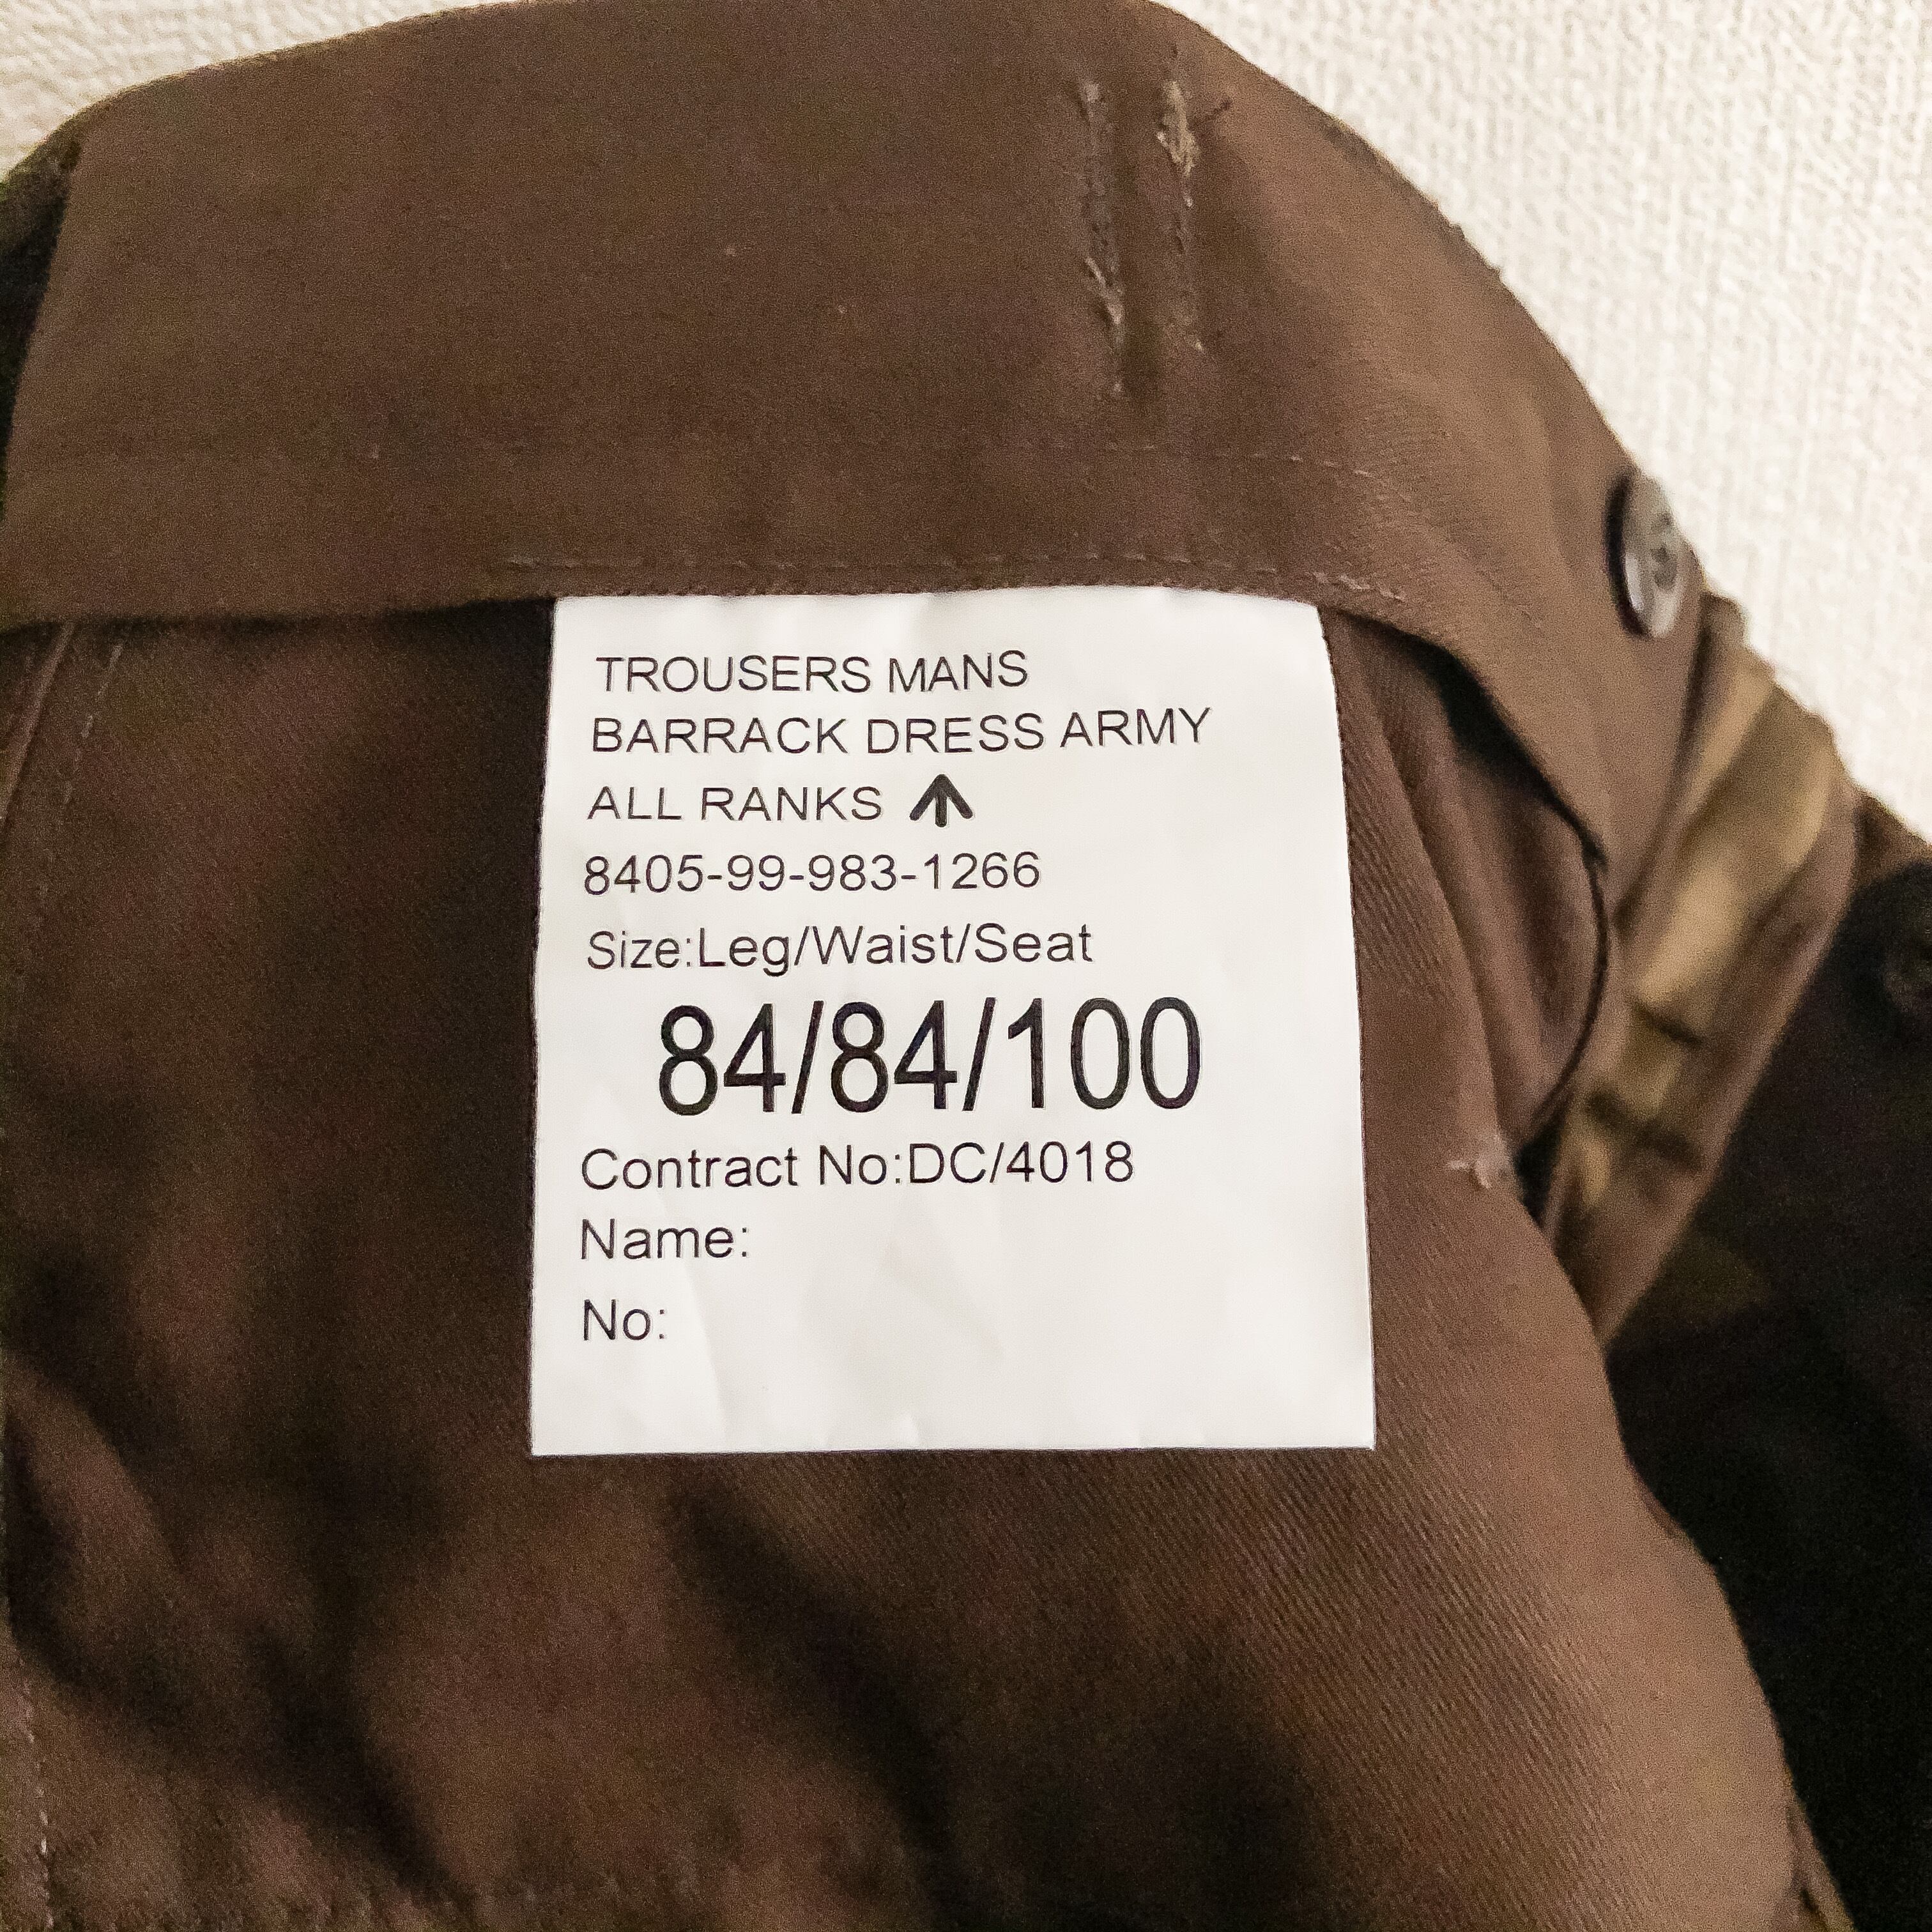 TROUSERS MANS
BARRACK DRESS ARMY
ALL RANKS ↑
8405-99-983-1266
Size:Leg/Waist/Seat
84/84/100
Contract No:DC/4018
Name:
No: